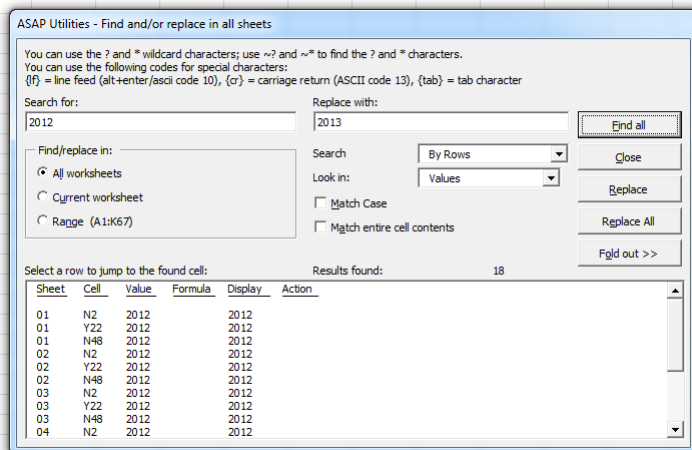 ASAP Utilities - Find and/or replace in all sheets
You can use the ? and * wildcard characters; use ~? and ~* to find the ? and * characters.
You can use the following codes for special characters:
{lf} = line feed (alt+enter/ascii code 10), {cr} = carriage return (ASCII code 13), {tab} = tab character
Search for:
Replace with:
2012
2013
Find all
Find/replace in:
Search
By Rows
Close
All worksheets
Look in:
Values
Current worksheet
Match Case
Replace
Range (A1:K67)
Match entire cell contents
Replace All
Fold out >>
Select a row to jump to the found cell:
Results found:
18
Sheet Cell Value Formula Display Action
01 N2 2012 2012
01 Y22 2012 2012
01 N48 2012 2012
02 N2 2012 2012
02 Y22 2012 2012
02 N48 2012 2012
03 N2 2012 2012
03 Y22 2012 2012
03 N48 2012 2012
04 N2 2012 2012